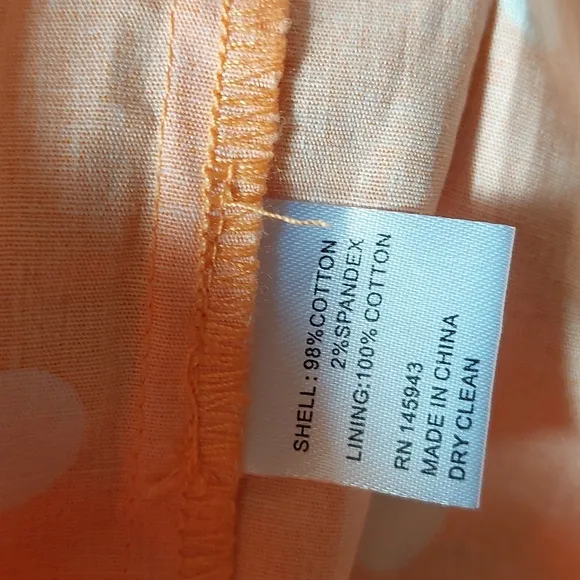 SHELL: 98%COTTON
2%SPANDEX
LINING:100% COTTON
RN 145943
MADE IN CHINA
DRY CLEAN